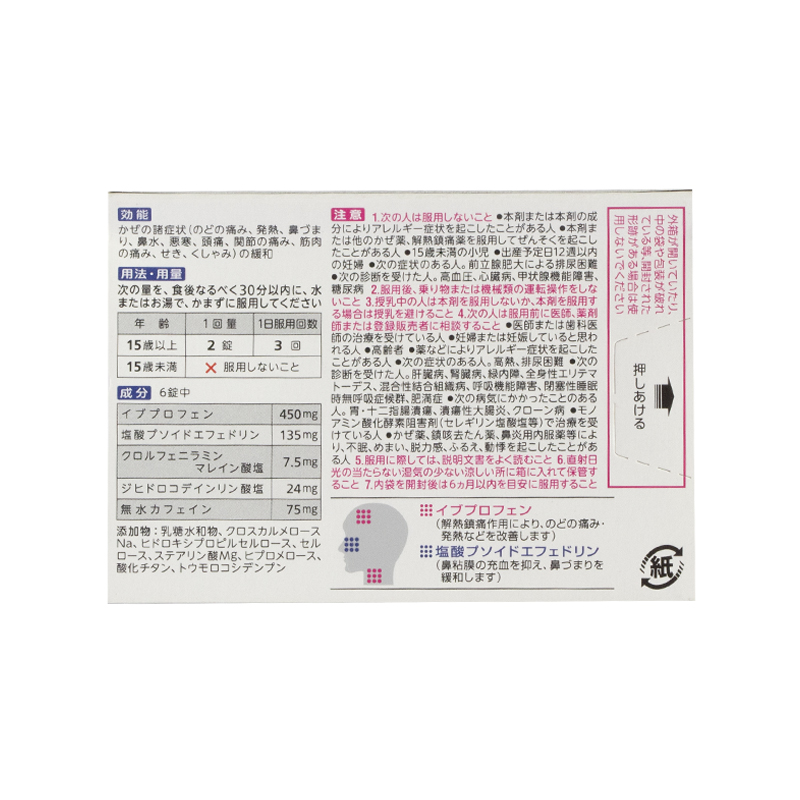 効能
かぜの諸症状(のどの痛み、発熱、鼻づま
り、鼻水、悪寒、頭痛、関節の痛み、筋肉
の痛み、せき、くしゃみ)の緩和
用法・用量
次の量を、食後なるべく30分以内に、水
またはお湯で、かまずに服用してください
年 齢 1回量 1日服用回数
15歳以上 2 錠 3 回
15歳未満 × 服用しないこと
成分 6錠中
イブプロフェン 450mg
塩酸プソイドエフェドリン 135mg
クロルフェニラミン
マレイン酸塩 7.5mg
ジヒドロコデインリン酸塩 24mg
無水カフェイン 75mg
添加物:乳糖水和物、クロスカルメロース
Na、ヒドロキシプロピルセルロース、セル
ロース、ステアリン酸Mg、ヒプロメロース、
酸化チタン、トウモロコシデンプン
注意 1.次の人は服用しないこと ●本剤または本剤の成
分によりアレルギー症状を起こしたことがある人 ●本剤ま
たは他のかぜ薬、解熱鎮痛薬を服用してぜんそくを起こし
たことがある人 ●15歳未満の小児 ●出産予定日12週以内
の妊婦 ●次の症状のある人。前立腺肥大による排尿困難
●次の診断を受けた人。高血圧、心臓病、甲状腺機能障害、
糖尿病 2.服用後、乗り物または機械類の運転操作をしな
いこと 3.授乳中の人は本剤を服用しないか、本剤を服用す
る場合は授乳を避けること 4.次の人は服用前に医師、薬剤
師または登録販売者に相談すること ●医師または歯科医
師の治療を受けている人 ●妊婦または妊娠していると思わ
れる人 ●高齢者 ●薬などによりアレルギー症状を起こした
ことがある人 ●次の症状のある人。高熱、排尿困難 ●次の
診断を受けた人。肝臓病、腎臓病、緑内障、全身性エリテマ
トーデス、混合性結合組織病、呼吸機能障害、閉塞性睡眠
時無呼吸症候群、肥満症 ●次の病気にかかったことのある
人。胃・十二指腸潰瘍、潰瘍性大腸炎、クローン病 ●モノ
アミン酸化酵素阻害剤(セレギリン塩酸塩等)で治療を受
けている人 ●かぜ薬、鎮咳去たん薬、鼻炎用内服薬等によ
り、不眠、めまい、脱力感、ふるえ、動悸を起こしたことがあ
る人 5.服用に際しては、説明文書をよく読むこと 6.直射日
光の当たらない湿気の少ない涼しい所に箱に入れて保管す
ること 7.内袋を開封後は6ヵ月以内を目安に服用すること
イブプロフェン
(解熱鎮痛作用により、のどの痛み・
発熱などを改善します)
塩酸プソイドエフェドリン
(鼻粘膜の充血を抑え、鼻づまりを
緩和します)
外箱が開いていたり、
中の袋や包装が破れ
ている等、開封された
形跡がある場合は使
用しないでください
押しあける
紙